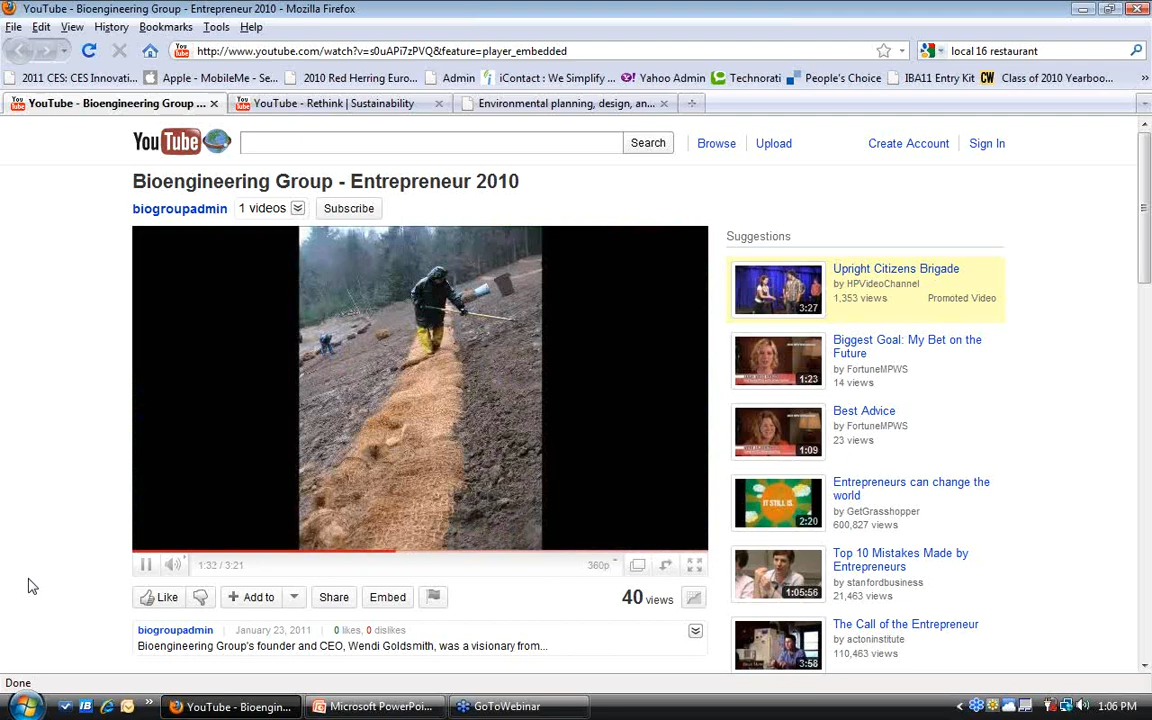 YouTube - Bioengineering Group - Entrepreneur 2010 - Mozilla Firefox
File Edit View History Bookmarks Tools Help
http://www.youtube.com/watch?v=s0uAPi7zPVQ&feature=player_embedded
local 16 restaurant
2011 CES: CES Innovati... Apple - MobileMe - Se... 2010 Red Herring Euro... Admin iContact : We Simplify ... Yahoo Admin Technorati People's Choice IBA11 Entry Kit CW Class of 2010 Yearboo... »
YouTube - Bioengineering Group ... YouTube - Rethink | Sustainability Environmental planning, design, an...
YouTube Search Browse Upload Create Account Sign In
Bioengineering Group - Entrepreneur 2010
biogroupadmin 1 videos Subscribe
Suggestions
Upright Citizens Brigade
by HPVideoChannel
1,353 views Promoted Video
3:27
Biggest Goal: My Bet on the
Future
by FortuneMPWS
14 views
1:23
Best Advice
by FortuneMPWS
23 views
1:09
Entrepreneurs can change the
world
by GetGrasshopper
600,827 views
IT STILL IS.
2:20
Top 10 Mistakes Made by
Entrepreneurs
by stanfordbusiness
21,463 views
1:05:56
The Call of the Entrepreneur
by actoninstitute
110,463 views
3:58
1:32 / 3:21 360p
Like Add to Share Embed 40 views
biogroupadmin | January 23, 2011 | 0 likes, 0 dislikes
Bioengineering Group's founder and CEO, Wendi Goldsmith, was a visionary from...
Done
YouTube - Bioengin... Microsoft PowerPoi... GoToWebinar 1:06 PM